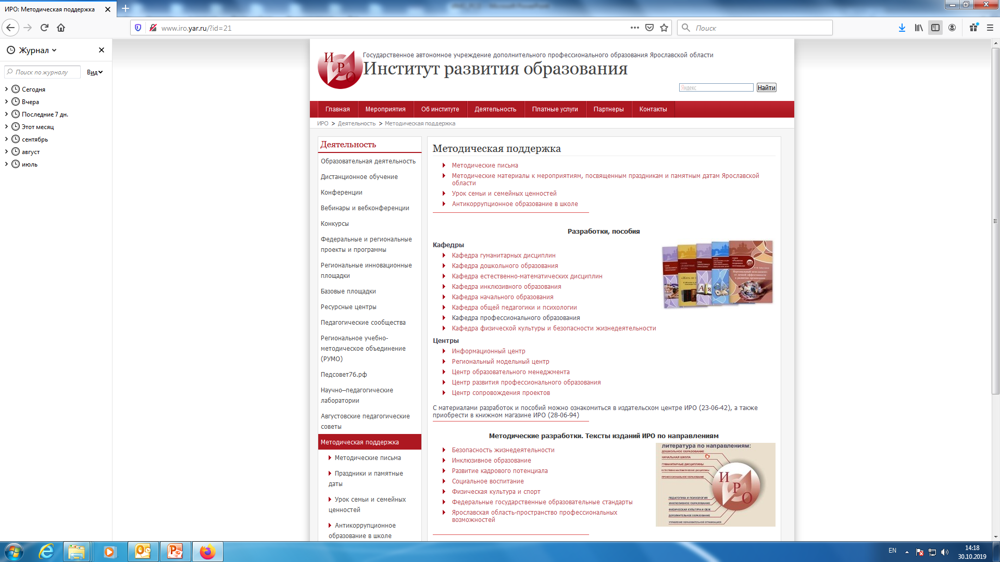 ИРО: Методическая поддержка
www.iro.yar.ru/?id=21
Поиск
Журнал
Поиск по журналу
Вид
Сегодня
Вчера
Последние 7 дн.
Этот месяц
сентябрь
август
июль
ИРО
Государственное автономное учреждение дополнительного профессионального образования Ярославской области
Институт развития образования
Яндекс
Найти
Главная
Мероприятия
Об институте
Деятельность
Платные услуги
Партнеры
Контакты
ИРО > Деятельность > Методическая поддержка
Деятельность
Образовательная деятельность
Дистанционное обучение
Конференции
Вебинары и вебконференции
Конкурсы
Федеральные и региональные
проекты и программы
Региональные инновационные
площадки
Базовые площадки
Ресурсные центры
Педагогические сообщества
Региональное учебно-
методическое объединение
(РУМО)
Педсовет76.рф
Научно–педагогические
лаборатории
Августовские педагогические
советы
Методическая поддержка
Методические письма
Праздники и памятные
даты
Урок семьи и семейных
ценностей
Антикоррупционное
образование в школе
Методическая поддержка
Методические письма
Методические материалы к мероприятиям, посвященным праздникам и памятным датам Ярославской
области
Урок семьи и семейных ценностей
Антикоррупционное образование в школе
Разработки, пособия
Кафедры
Кафедра гуманитарных дисциплин
Кафедра дошкольного образования
Кафедра естественно-математических дисциплин
Кафедра инклюзивного образования
Кафедра начального образования
Кафедра общей педагогики и психологии
Кафедра профессионального образования
Кафедра физической культуры и безопасности жизнедеятельности
Центры
Информационный центр
Региональный модельный центр
Центр образовательного менеджмента
Центр развития профессионального образования
Центр сопровождения проектов
С материалами разработок и пособий можно ознакомиться в издательском центре ИРО (23-06-42), а также
приобрести в книжном магазине ИРО (28-06-94)
Методические разработки. Тексты изданий ИРО по направлениям
Безопасность жизнедеятельности
Инклюзивное образование
Развитие кадрового потенциала
Социальное воспитание
Физическая культура и спорт
Федеральные государственные образовательные стандарты
Ярославская область-пространство профессиональных
возможностей
литература по направлениям:
ДОШКОЛЬНОЕ ОБРАЗОВАНИЕ
НАЧАЛЬНАЯ ШКОЛА
ГУМАНИТАРНЫЕ ДИСЦИПЛИНЫ
ЕСТЕСТВЕННО-МАТЕМАТИЧЕСКИЕ ДИСЦИПЛИНЫ
ПРОФЕССИОНАЛЬНОЕ ОБРАЗОВАНИЕ
ИРО
ПЕДАГОГИКА И ПСИХОЛОГИЯ
ИНКЛЮЗИВНОЕ ОБРАЗОВАНИЕ
ФИЗИЧЕСКАЯ КУЛЬТУРА И ОБЖ
ДОПОЛНИТЕЛЬНОЕ ОБРАЗОВАНИЕ
УПРАВЛЕНИЕ ОБРАЗОВАТЕЛЬНОЙ ОРГАНИЗАЦИЕЙ
EN
14:18
30.10.2019